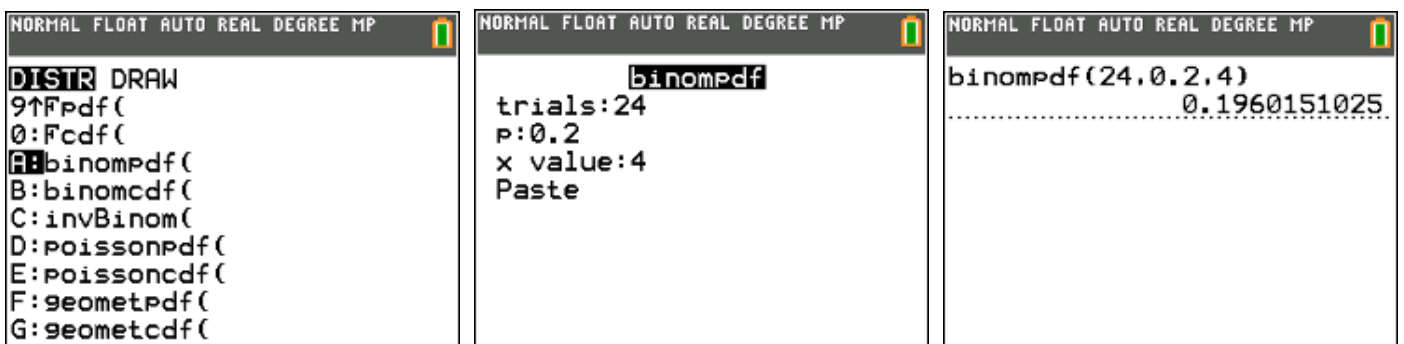 NORMAL FLOAT AUTO REAL DEGREE MP
DISTR DRAW
9↑Fpdf(
0:Fcdf(
A:binompdf(
B:binomcdf(
C:invBinom(
D:poissonpdf(
E:poissoncdf(
F:geometpdf(
G:geometcdf(
NORMAL FLOAT AUTO REAL DEGREE MP
binompdf
trials:24
p:0.2
x value:4
Paste
NORMAL FLOAT AUTO REAL DEGREE MP
binompdf(24,0.2,4)
0.1960151025